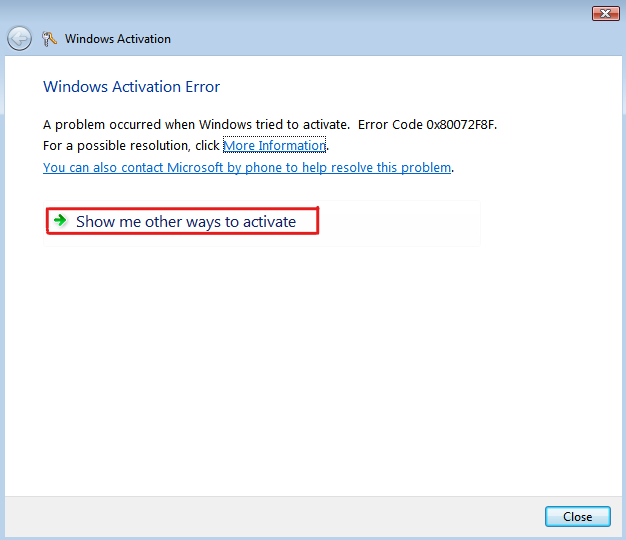 Windows Activation
Windows Activation Error
A problem occurred when Windows tried to activate.  Error Code 0x80072F8F.
For a possible resolution, click More Information.
You can also contact Microsoft by phone to help resolve this problem.
Show me other ways to activate
Close